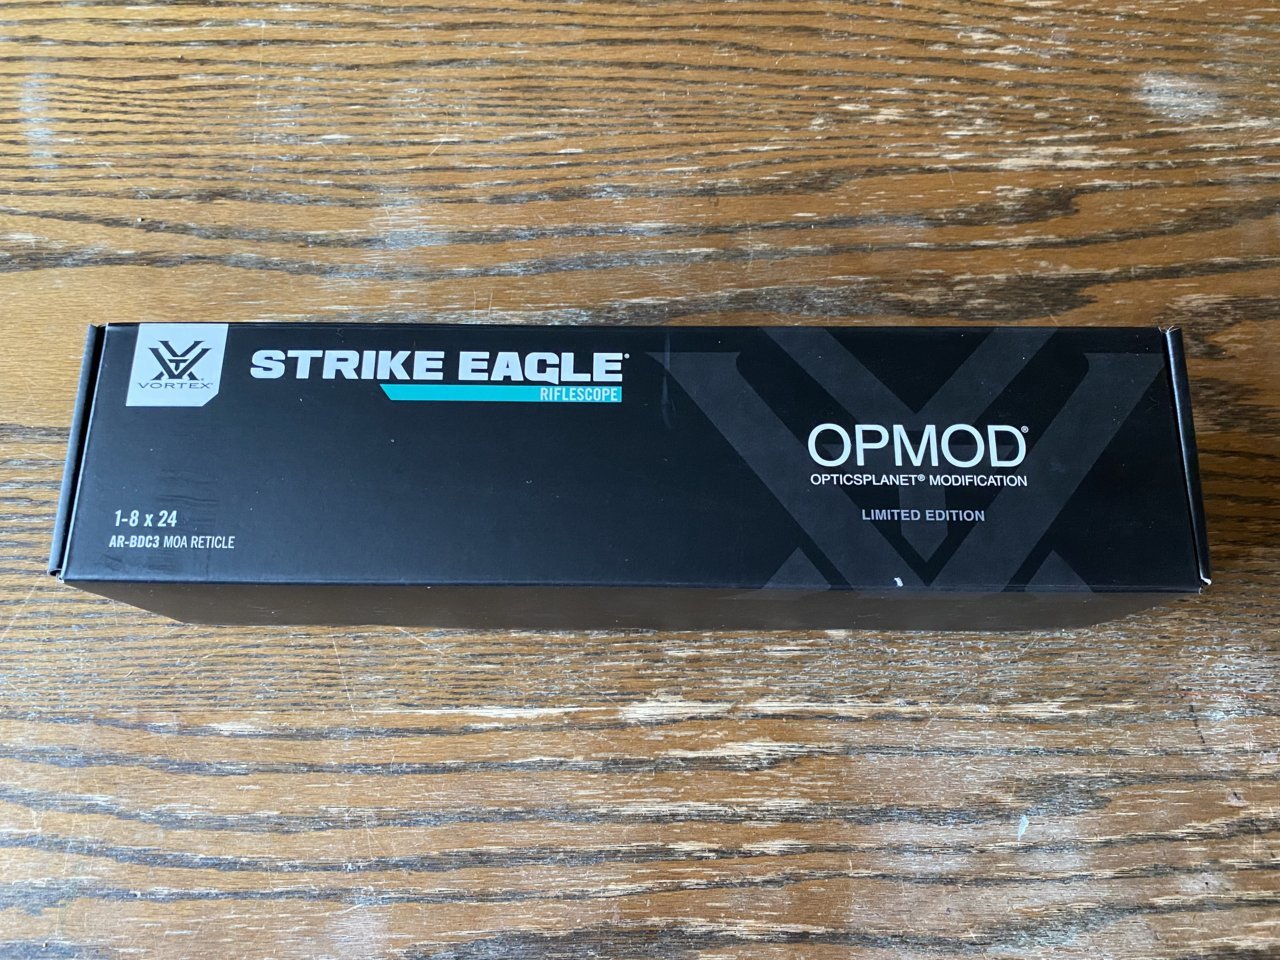 VORTEX®
STRIKE EAGLE®
RIFLESCOPE
OPMOD®
OPTICSPLANET® MODIFICATION
LIMITED EDITION
1-8 x 24
AR-BDC3 MOA RETICLE